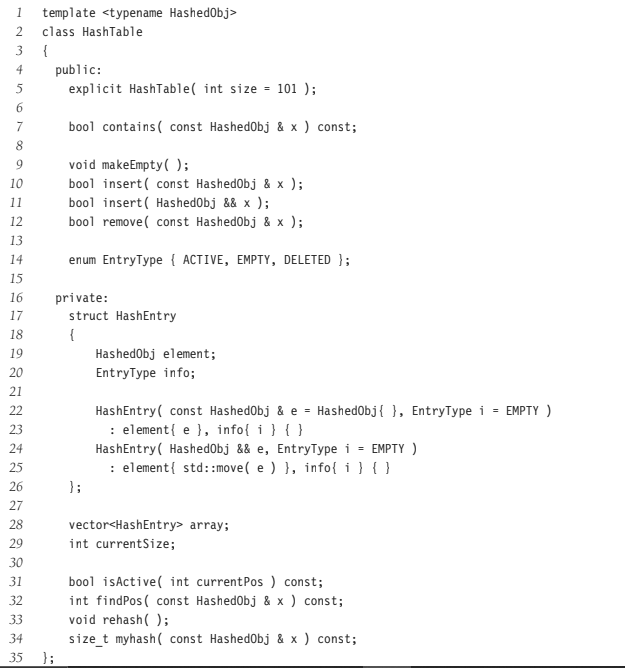 1 template <typename HashedObj>
2 class HashTable
3 {
4 public:
5 explicit HashTable( int size = 101 );
6
7 bool contains( const HashedObj & x ) const;
8
9 void makeEmpty( );
10 bool insert( const HashedObj & x );
11 bool insert( HashedObj && x );
12 bool remove( const HashedObj & x );
13
14 enum EntryType { ACTIVE, EMPTY, DELETED };
15
16 private:
17 struct HashEntry
18 {
19 HashedObj element;
20 EntryType info;
21
22 HashEntry( const HashedObj & e = HashedObj{ }, EntryType i = EMPTY )
23 : element{ e }, info{ i } { }
24 HashEntry( HashedObj && e, EntryType i = EMPTY )
25 : element{ std::move( e ) }, info{ i } { }
26 };
27
28 vector<HashEntry> array;
29 int currentSize;
30
31 bool isActive( int currentPos ) const;
32 int findPos( const HashedObj & x ) const;
33 void rehash( );
34 size_t myhash( const HashedObj & x ) const;
35 };